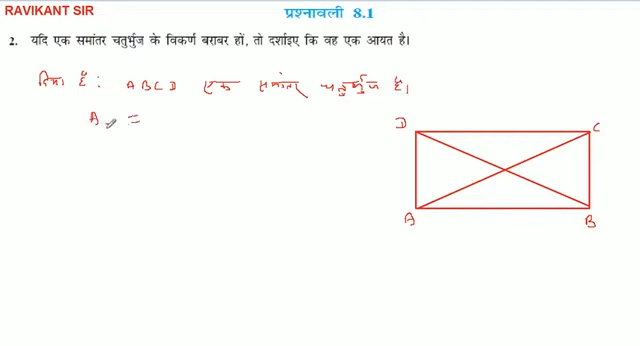 RAVIKANT SIR
प्रश्नावली 8.1
2. यदि एक समांतर चतुर्भुज के विकर्ण बराबर हों, तो दर्शाइए कि वह एक आयत है।
दिया है : ABCD एक समांतर चतुर्भुज है।
A =
D C
A B